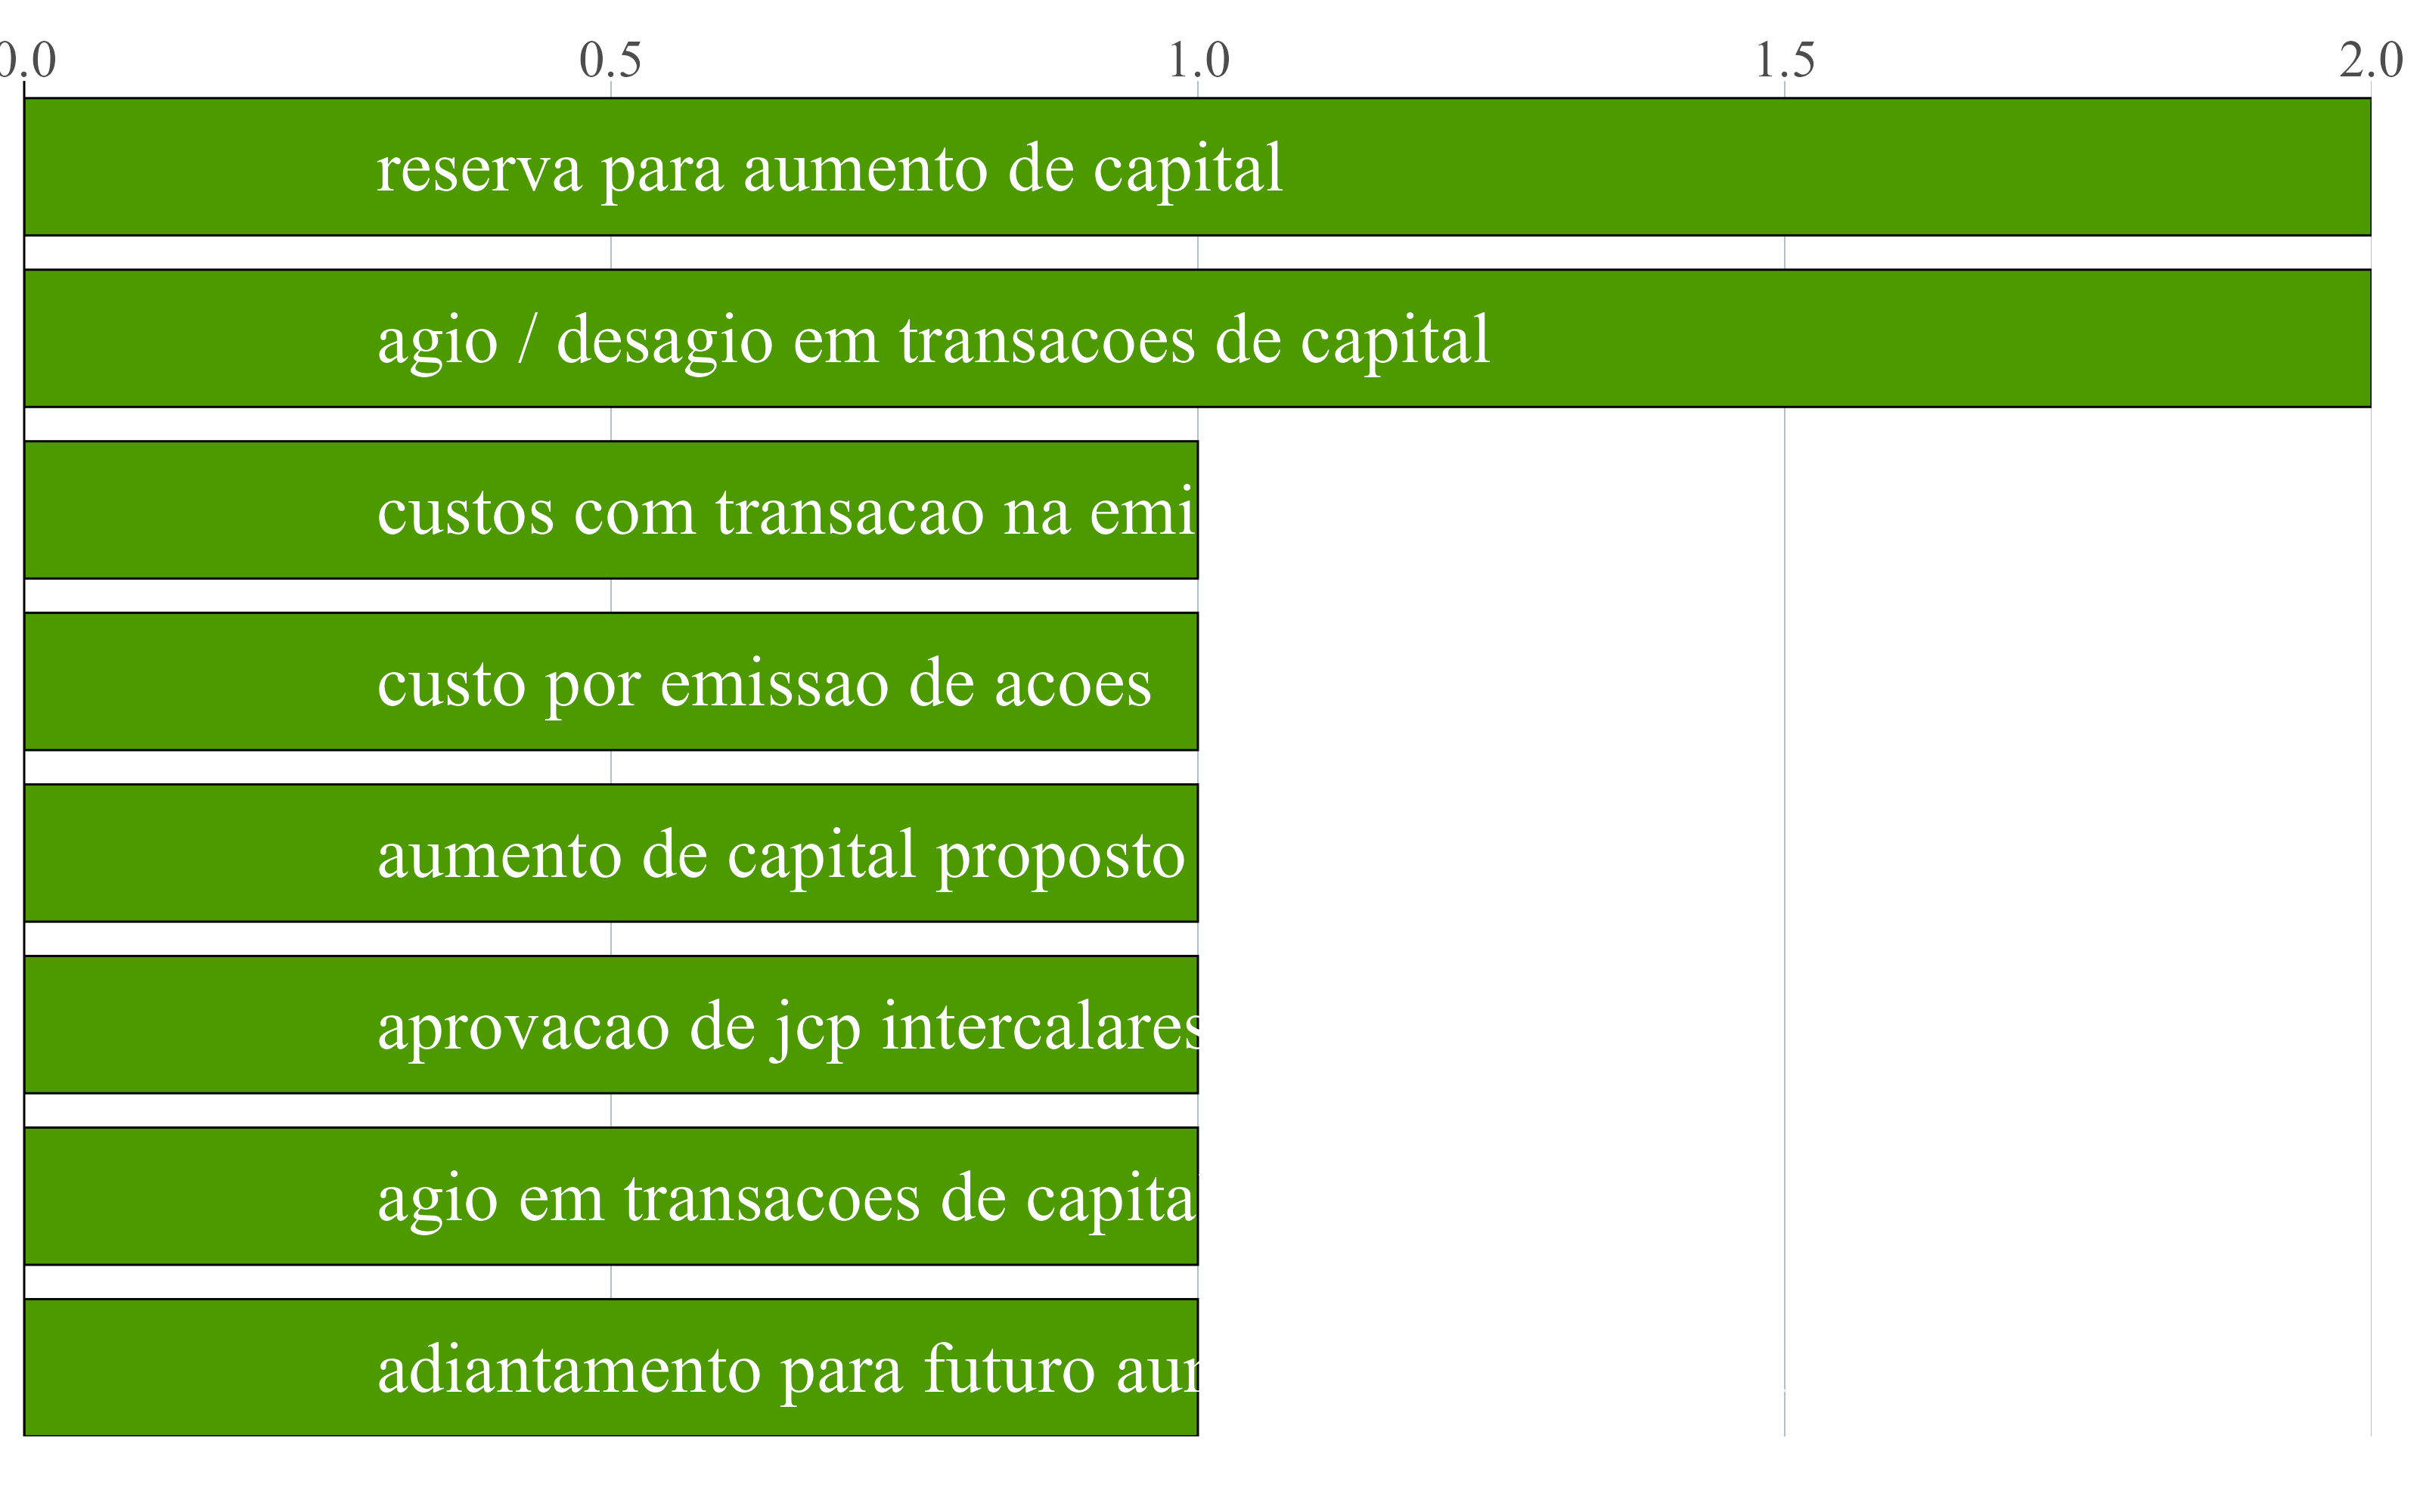 0.0 0.5 1.0 1.5 2.0
reserva para aumento de capital
agio / desagio em transacoes de capital
custos com transacao na emi
custo por emissao de acoes
aumento de capital proposto
aprovacao de jcp intercalares
agio em transacoes de capita
adiantamento para futuro